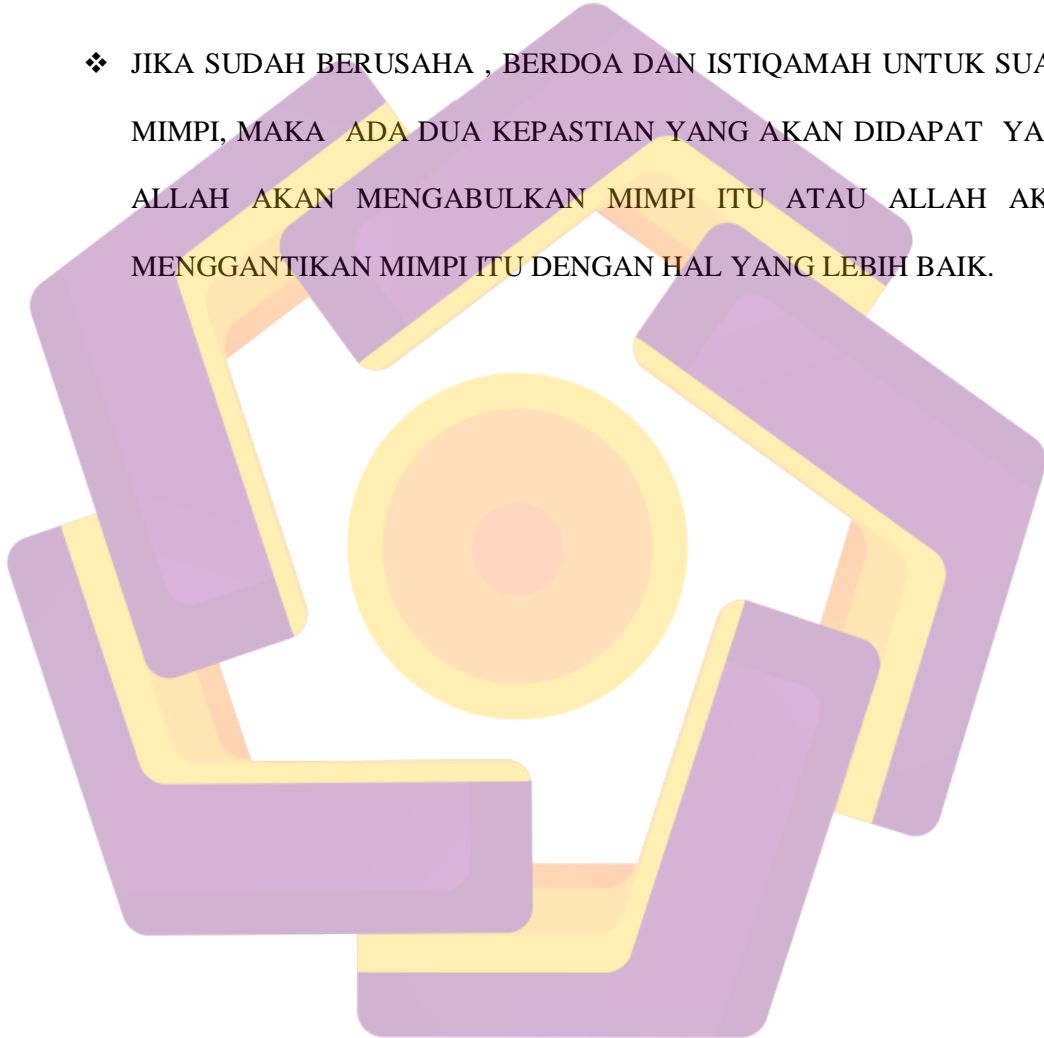 ❖ JIKA SUDAH BERUSAHA , BERDOA DAN ISTIQAMAH UNTUK
MIMPI, MAKA ADA DUA KEPASTIAN YANG AKAN DIDAPAT
ALLAH AKAN MENGABULKAN MIMPI ITU ATAU ALLAH
MENGGANTIKAN MIMPI ITU DENGAN HAL YANG LEBIH BAIK.